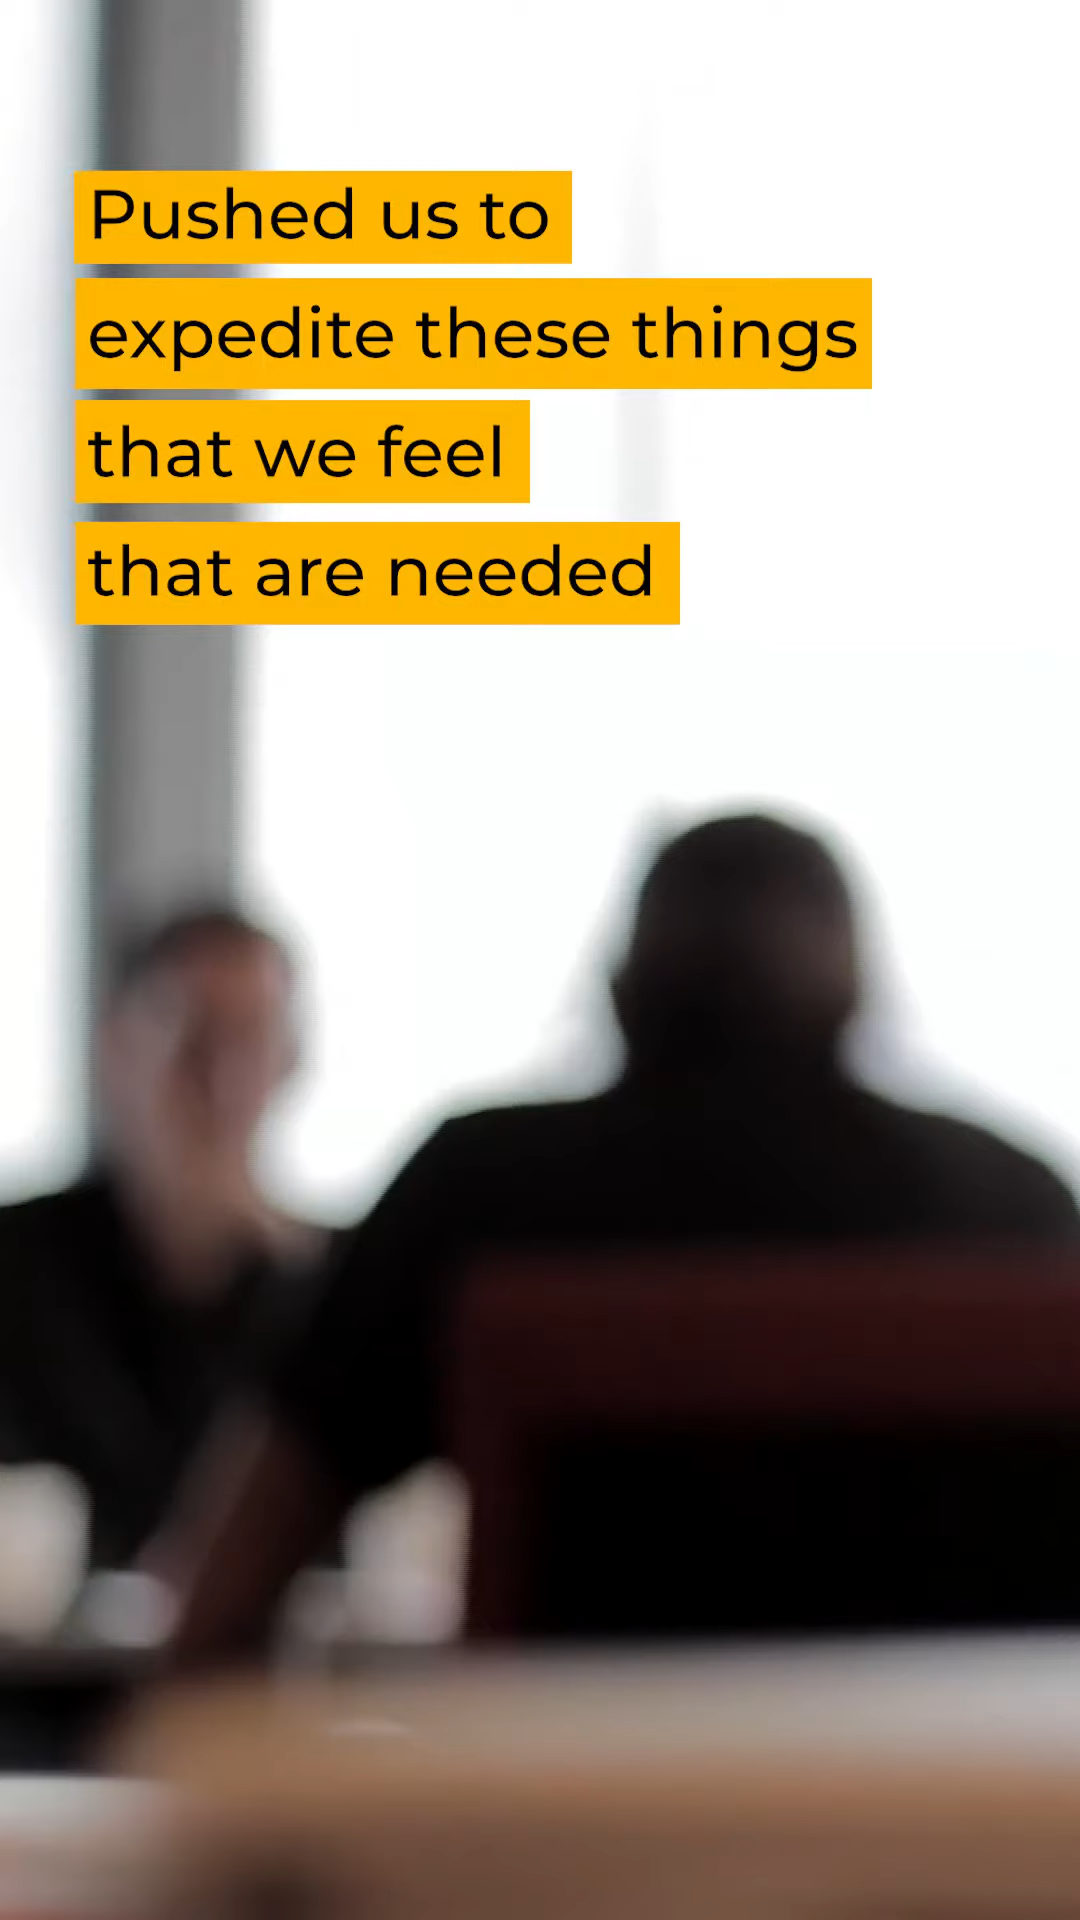 Pushed us to
expedite these things
that we feel
that are needed